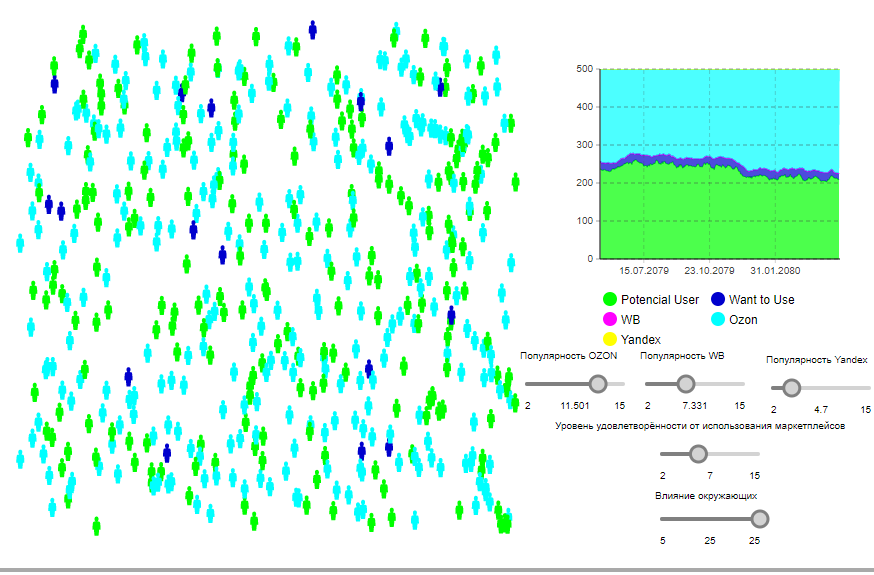 500
400
300
200
100
0
15.07.2079 23.10.2079 31.01.2080
Potencial User Want to Use
WB Ozon
Yandex
Популярность OZON Популярность WB Популярность Yandex
2 11.501 15 2 7.331 15 2 4.7 15
Уровень удовлетворённости от использования маркетплейсов
2 7 15
Влияние окружающих
5 25 25